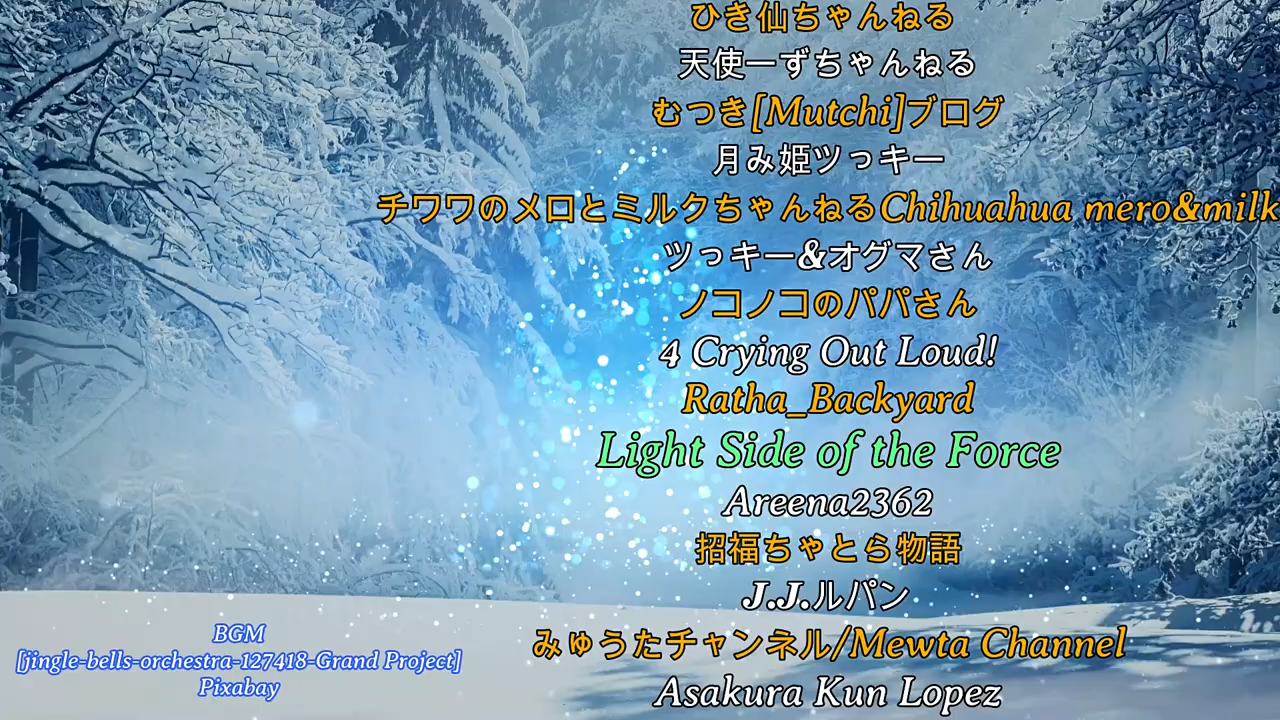 ひき仙ちゃんねる
天使一ずちゃんねる
むつき[Mutchi]ブログ
月み姫ツっキー
チワワのメロとミルクちゃんねるChihuahua mero&milk
ツっキー&オグマさん
ノコノコのパパさん
4 Crying Out Loud!
Ratha_Backyard
Light Side of the Force
Areena2362
招福ちゃとら物語
J.J.ルパン
みゅうたチャンネル/Mewta Channel
Asakura Kun Lopez
BGM
[jingle-bells-orchestra-127418-Grand Project]
Pixabay